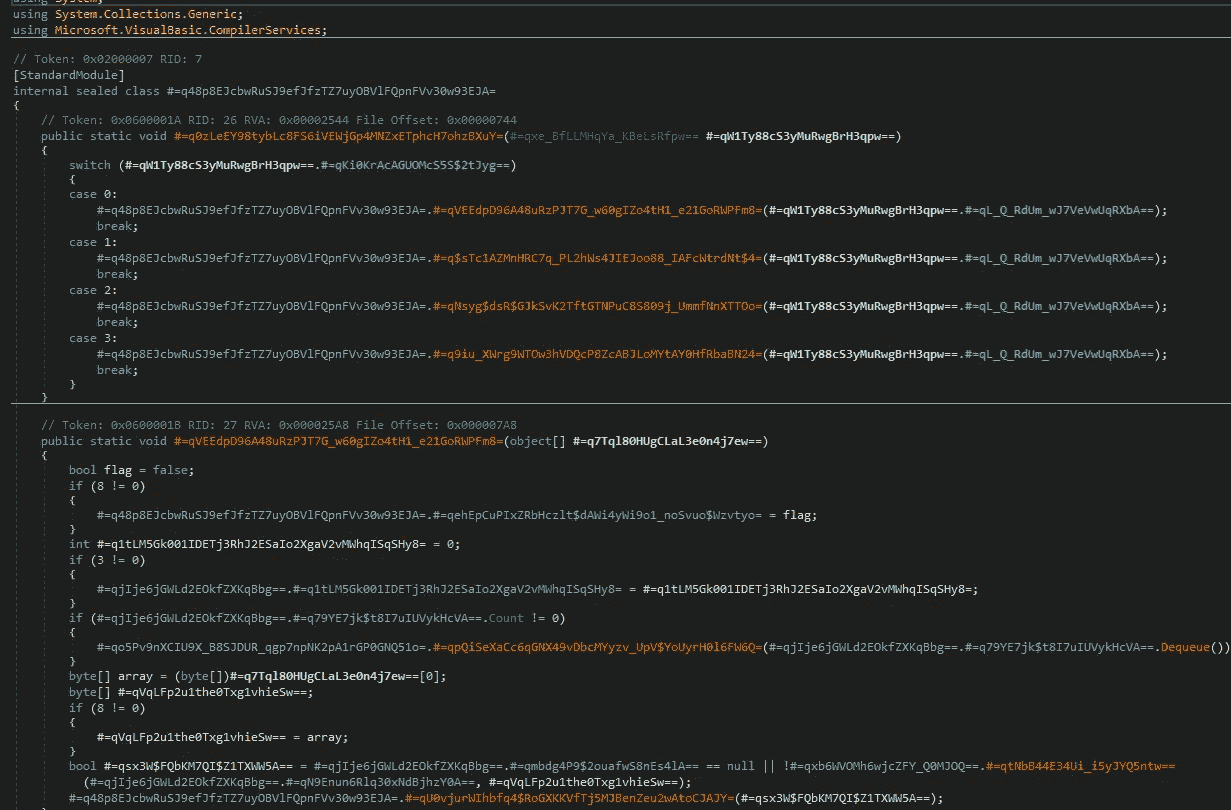 using System;
using System.Collections.Generic;
using Microsoft.VisualBasic.CompilerServices;
// Token: 0x02000007 RID: 7
[StandardModule]
internal sealed class #=q48p8EJcbwRuSJ9efJfzTZ7uyOBVlFQpnFVv30w93EJA=
{
// Token: 0x0600001A RID: 26 RVA: 0x00002544 File Offset: 0x00000744
public static void #=q0zLeEY98tybLc8FS6iVEWjGp4MNZxETphcH7ohzBXuY=(#=qxe_BfLLMHqYa_KBeLsRfpw== #=qW1Ty88cS3yMuRwgBrH3qpw==)
{
switch (#=qW1Ty88cS3yMuRwgBrH3qpw==.#=qKi0KrAcAGUOMcS5S$2tJyg==)
{
case 0:
#=q48p8EJcbwRuSJ9efJfzTZ7uyOBVlFQpnFVv30w93EJA=.#=qVEEdpD96A48uRzPJT7G_w60gIZo4tH1_e21GoRWPFm8=(#=qW1Ty88cS3yMuRwgBrH3qpw==.#=qL_Q_RdUm_wJ7VeVwUqRXbA==);
break;
case 1:
#=q48p8EJcbwRuSJ9efJfzTZ7uyOBVlFQpnFVv30w93EJA=.#=q$sTc1AZMnHRC7q_PL2hWs4JIEJoo88_IAFcWtrdNt$4=(#=qW1Ty88cS3yMuRwgBrH3qpw==.#=qL_Q_RdUm_wJ7VeVwUqRXbA==);
break;
case 2:
#=q48p8EJcbwRuSJ9efJfzTZ7uyOBVlFQpnFVv30w93EJA=.#=qNsyg$dsR$GJkSvK2TftGTNPuC8S809j_UmmfNnXTTOo=(#=qW1Ty88cS3yMuRwgBrH3qpw==.#=qL_Q_RdUm_wJ7VeVwUqRXbA==);
break;
case 3:
#=q48p8EJcbwRuSJ9efJfzTZ7uyOBVlFQpnFVv30w93EJA=.#=q9iu_XWrg9WTOw3hVDQcP8ZcABJLoMYtAY0HfRbaBN24=(#=qW1Ty88cS3yMuRwgBrH3qpw==.#=qL_Q_RdUm_wJ7VeVwUqRXbA==);
break;
}
}
// Token: 0x0600001B RID: 27 RVA: 0x000025A8 File Offset: 0x000007A8
public static void #=qVEEdpD96A48uRzPJT7G_w60gIZo4tH1_e21GoRWPFm8=(object[] #=q7Tql80HUgCLaL3e0n4j7ew==)
{
bool flag = false;
if (8 != 0)
{
#=q48p8EJcbwRuSJ9efJfzTZ7uyOBVlFQpnFVv30w93EJA=.#=qehEpCuPIxZRbHczlt$dAWi4yWi9o1_noSvuo$Wzvtyo= = flag;
}
int #=q1tLM5Gk001IDETj3RhJ2ESaIo2XgaV2vMWhqISqSHy8= = 0;
if (3 != 0)
{
#=qjIje6jGWLd2EOkfZXKqBbg==.#=q1tLM5Gk001IDETj3RhJ2ESaIo2XgaV2vMWhqISqSHy8= = #=q1tLM5Gk001IDETj3RhJ2ESaIo2XgaV2vMWhqISqSHy8=;
}
if (#=qjIje6jGWLd2EOkfZXKqBbg==.#=q79YE7jk$t8I7uIUVykHcVA==.Count != 0)
{
#=qo5Pv9nXCIU9X_B8SJDUR_qgp7npNK2pA1rGP0GNQ51o=.#=qpQiSeXaCc6qGNX49vDbcMYyzv_UpV$YoUyrH0l6FW6Q=(#=qjIje6jGWLd2EOkfZXKqBbg==.#=q79YE7jk$t8I7uIUVykHcVA==.Dequeue())
}
byte[] array = (byte[])#=q7Tql80HUgCLaL3e0n4j7ew==[0];
byte[] #=qVqLFp2u1the0Txg1vhieSw==;
if (8 != 0)
{
#=qVqLFp2u1the0Txg1vhieSw== = array;
}
bool #=qsx3W$FQbKM7QI$Z1TXWW5A== = #=qjIje6jGWLd2EOkfZXKqBbg==.#=qmbdg4P9$2ouafwS8nEs4lA== == null || !#=qxb6WVOMh6wjcZFY_Q0MJOQ==.#=qtNbB44E34Ui_i5yJYQ5ntw==
(#=qjIje6jGWLd2EOkfZXKqBbg==.#=qN9Enun6Rlq30xNdBjhzY0A==, #=qVqLFp2u1the0Txg1vhieSw==);
#=q48p8EJcbwRuSJ9efJfzTZ7uyOBVlFQpnFVv30w93EJA=.#=qU0vjurWIhbfq4$RoGXKKVfTj5MJBenZeu2wAtoCJAJY=(#=qsx3W$FQbKM7QI$Z1TXWW5A==);